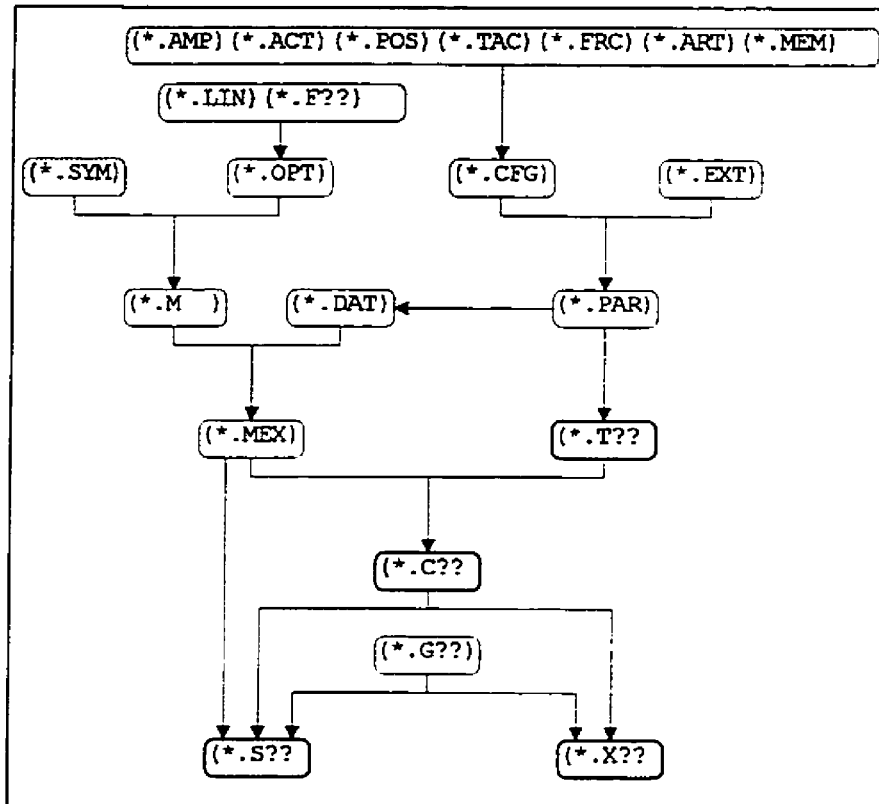 (*.AMP) (*.ACT) (*.POS) (*.TAC) (*.FRC) (*.ART) (*.MEM)
(*.LIN) (*.F??)
(*.SYM) (*.OPT) (*.CFG) (*.EXT)
(*.M  ) (*.DAT) (*.PAR)
(*.MEX) (*.T??
(*.C??
(*.G??)
(*.S?? (*.X??